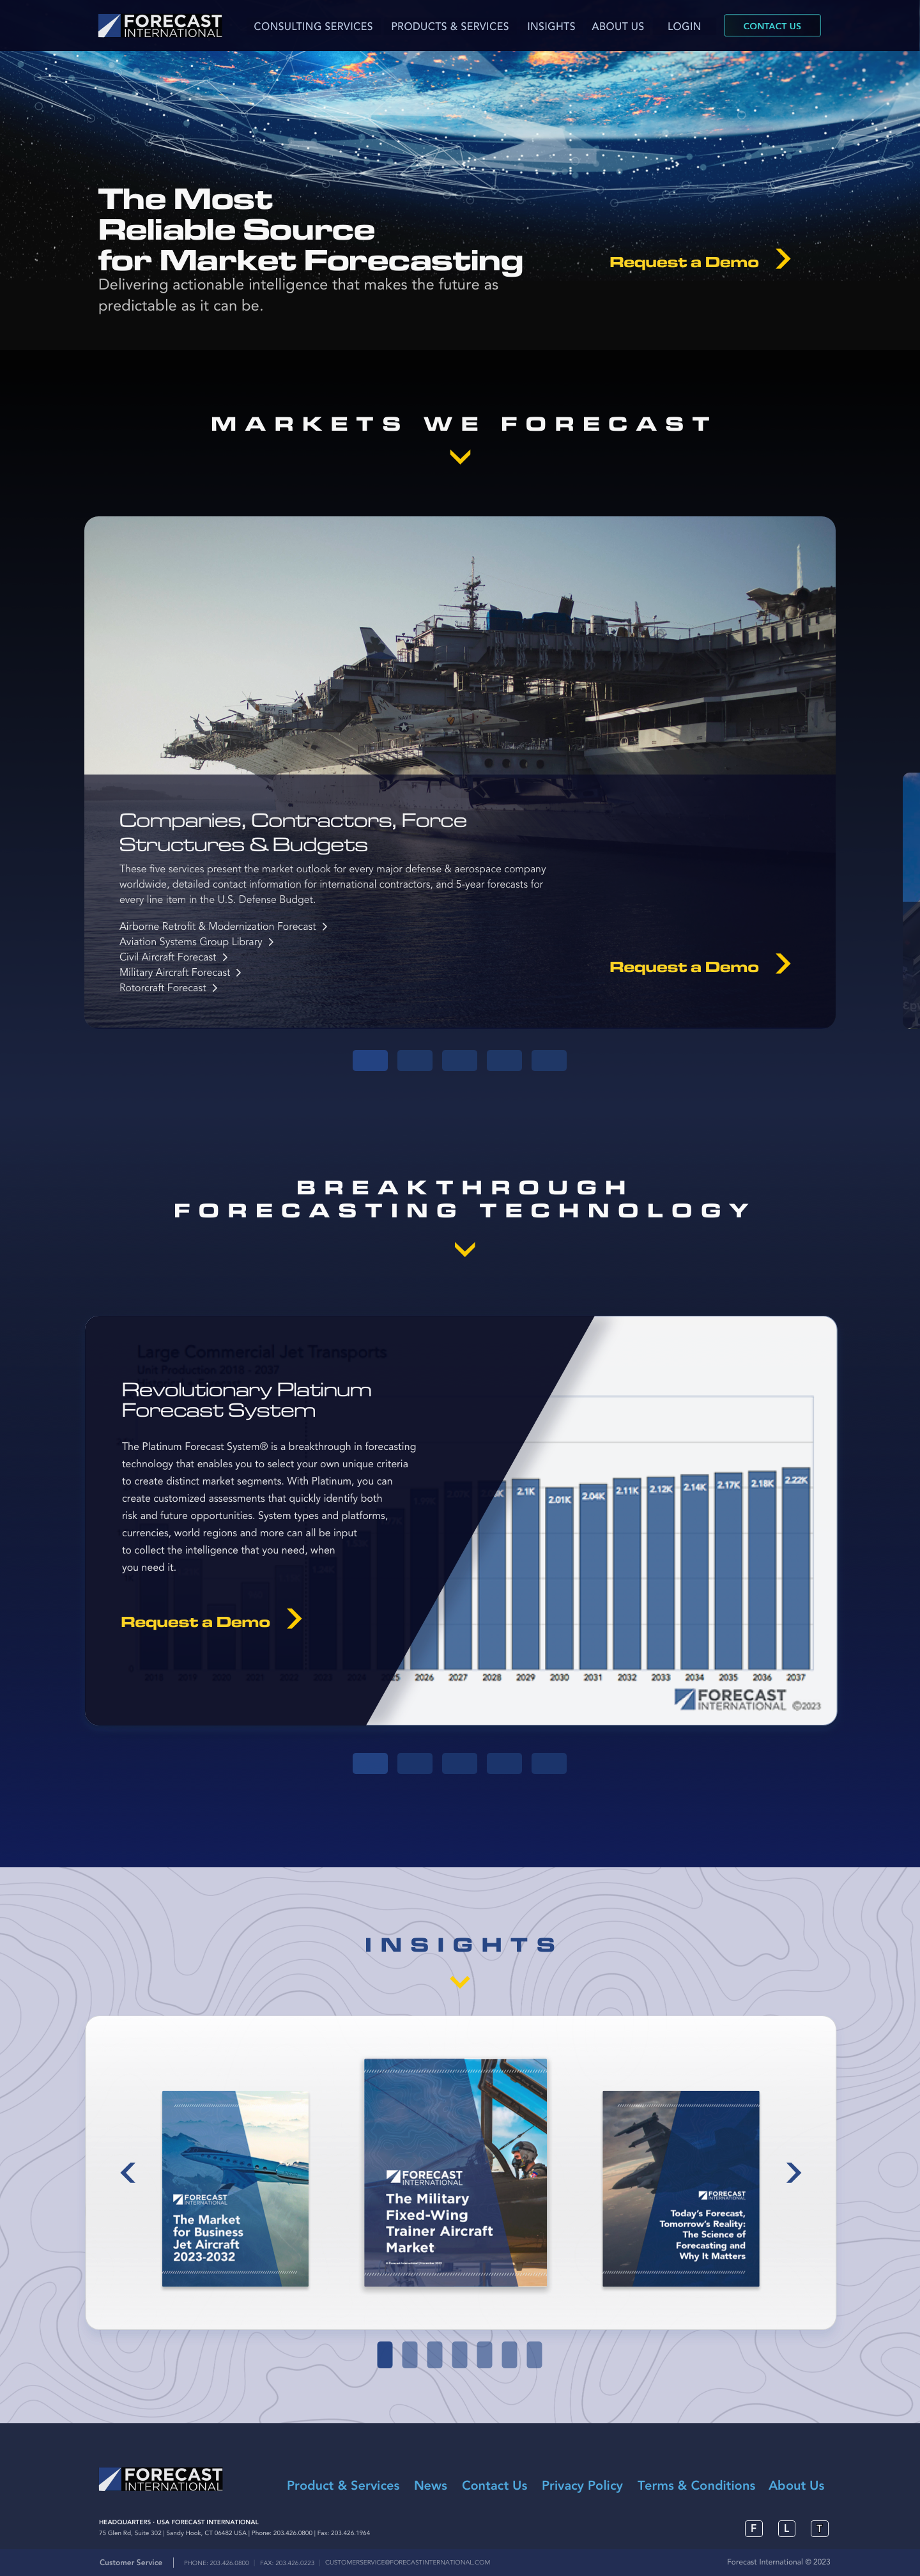 FORECAST
INTERNATIONAL
CONSULTING SERVICES PRODUCTS & SERVICES INSIGHTS ABOUT US LOGIN CONTACT US
The Most
Reliable Source
for Market Forecasting
Delivering actionable intelligence that makes the future as
predictable as it can be.
Request a Demo
MARKETS WE FORECAST
NAVY
Companies, Contractors, Force
Structures & Budgets
These five services present the market outlook for every major defense & aerospace company
worldwide, detailed contact information for international contractors, and 5-year forecasts for
every line item in the U.S. Defense Budget.
Airborne Retrofit & Modernization Forecast
Aviation Systems Group Library
Civil Aircraft Forecast
Military Aircraft Forecast
Rotorcraft Forecast
Request a Demo
BREAKTHROUGH
FORECASTING TECHNOLOGY
Large Commercial Jet Transports
Unit Production 2018 - 2037
Revolutionary Platinum
Forecast System
The Platinum Forecast System® is a breakthrough in forecasting
technology that enables you to select your own unique criteria
to create distinct market segments. With Platinum, you can
create customized assessments that quickly identify both
risk and future opportunities. System types and platforms,
currencies, world regions and more can all be input
to collect the intelligence that you need, when
you need it.
Request a Demo
2.1K 2.01K 2.04K 2.11K 2.12K 2.14K 2.17K 2.18K 2.22K
2026 2027 2028 2029 2030 2031 2032 2033 2034 2035 2036 2037
FORECAST
INTERNATIONAL ©2023
INSIGHTS
FORECAST
INTERNATIONAL
The Market
for Business
Jet Aircraft
2023-2032
FORECAST
INTERNATIONAL
The Military
Fixed-Wing
Trainer Aircraft
Market
FORECAST
INTERNATIONAL
Today's Forecast,
Tomorrow's Reality:
The Science of
Forecasting and
Why It Matters
FORECAST
INTERNATIONAL
Product & Services News Contact Us Privacy Policy Terms & Conditions About Us
HEADQUARTERS - USA FORECAST INTERNATIONAL
75 Glen Rd, Suite 302 | Sandy Hook, CT 06482 USA | Phone: 203.426.0800 | Fax: 203.426.1964
F L T
Customer Service | PHONE: 203.426.0800 | FAX: 203.426.0223 | CUSTOMERSERVICE@FORECASTINTERNATIONAL.COM
Forecast International © 2023